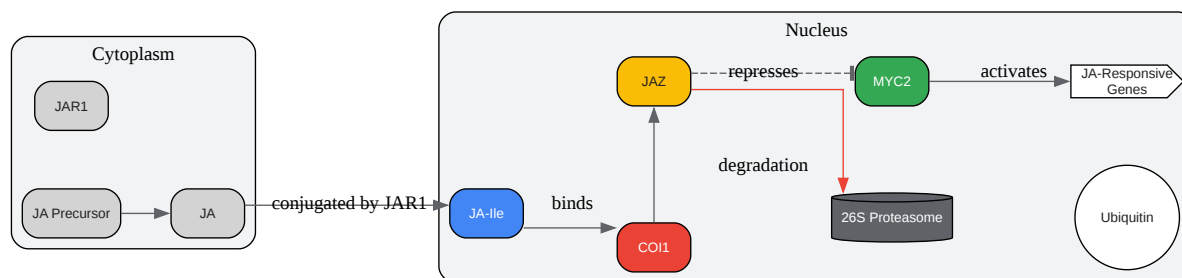 Nucleus
Cytoplasm
JAZ
represses
MYC2
activates
JA-Responsive
Genes
JAR1
degradation
JA Precursor
JA
conjugated by JAR1
JA-Ile
binds
COI1
26S Proteasome
Ubiquitin